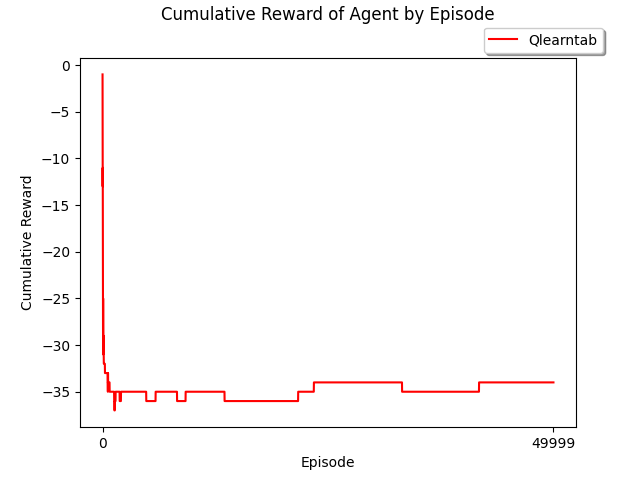 Cumulative Reward of Agent by Episode
Qlearntab
0
−5
−10
−15
−20
−25
−30
−35
Cumulative Reward
0
49999
Episode